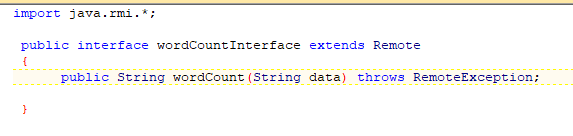 import java.rmi.*;
public interface wordCountInterface extends Remote
{
public String wordCount(String data) throws RemoteException;
}